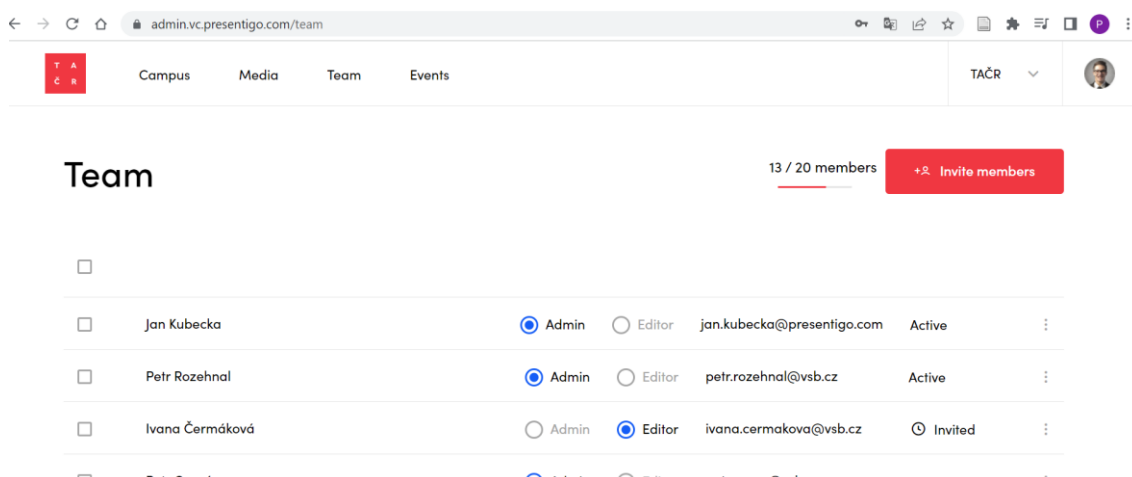 admin.vc.presentigo.com/team
P
T A
Č R
Campus Media Team Events TAČR
Team
13 / 20 members
Invite members
Jan Kubecka Admin Editor jan.kubecka@presentigo.com Active
Petr Rozehnal Admin Editor petr.rozehnal@vsb.cz Active
Ivana Čermáková Admin Editor ivana.cermakova@vsb.cz Invited